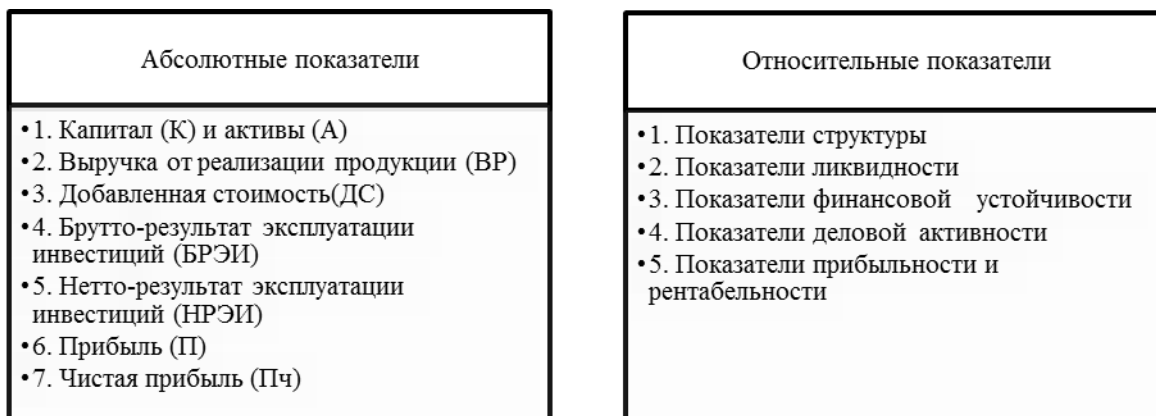 Абсолютные показатели
•1. Капитал (К) и активы (А)
•2. Выручка от реализации продукции (ВР)
•3. Добавленная стоимость(ДС)
•4. Брутто-результат эксплуатации
инвестиций (БРЭИ)
•5. Нетто-результат эксплуатации
инвестиций (НРЭИ)
•6. Прибыль (П)
•7. Чистая прибыль (Пч)
Относительные показатели
•1. Показатели структуры
•2. Показатели ликвидности
•3. Показатели финансовой устойчивости
•4. Показатели деловой активности
•5. Показатели прибыльности и
рентабельности